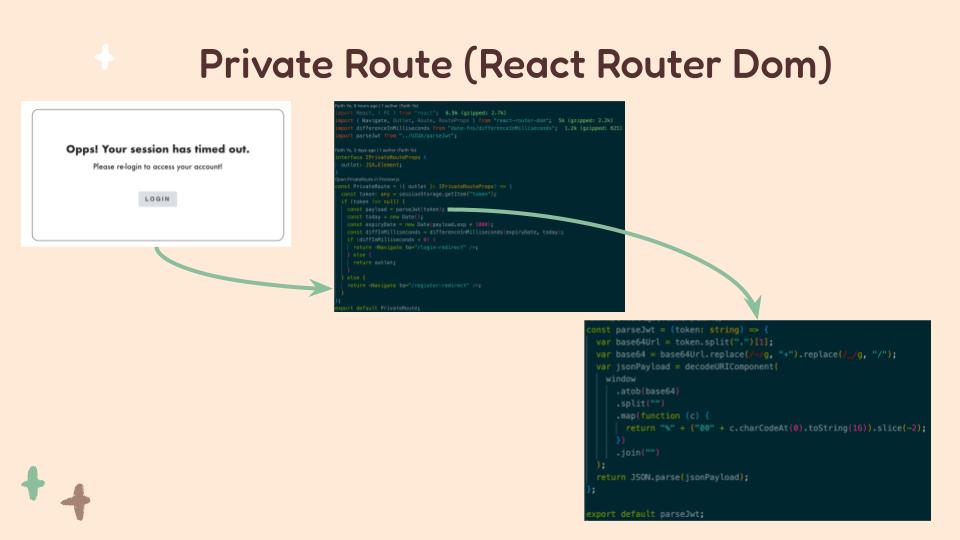 Private Route (React Router Dom)
Opps! Your session has timed out.
Please re-login to access your account!
LOGIN
Faith Yo, 8 hours ago | 1 author (Faith Yo)
import React, { FC } from "react";  6.9k (gzipped: 2.7k)
import { Navigate, Outlet, Route, RouteProps } from "react-router-dom";  5k (gzipped: 2.2k)
import differenceInMilliseconds from "date-fns/differenceInMilliseconds";  1.2k (gzipped: 621)
import parseJwt from "../UIUX/parseJwt";
Faith Yo, 3 days ago | 1 author (Faith Yo)
interface IPrivateRouteProps {
outlet: JSX.Element;
}
Open PrivateRoute in Preview.js
const PrivateRoute = ({ outlet }: IPrivateRouteProps) => {
const token: any = sessionStorage.getItem("token");
if (token !== null) {
const payload = parseJwt(token);
const today = new Date();
const expiryDate = new Date(payload.exp * 1000);
const diffInMilliseconds = differenceInMilliseconds(expiryDate, today);
if (diffInMilliseconds < 0) {
return <Navigate to="/login-redirect" />;
} else {
return outlet;
}
} else {
return <Navigate to="/register-redirect" />;
}
};
export default PrivateRoute;
const parseJwt = (token: string) => {
var base64Url = token.split(".")[1];
var base64 = base64Url.replace(/-/g, "+").replace(/_/g, "/");
var jsonPayload = decodeURIComponent(
window
.atob(base64)
.split("")
.map(function (c) {
return "%" + ("00" + c.charCodeAt(0).toString(16)).slice(-2);
})
.join("")
);
return JSON.parse(jsonPayload);
};
export default parseJwt;